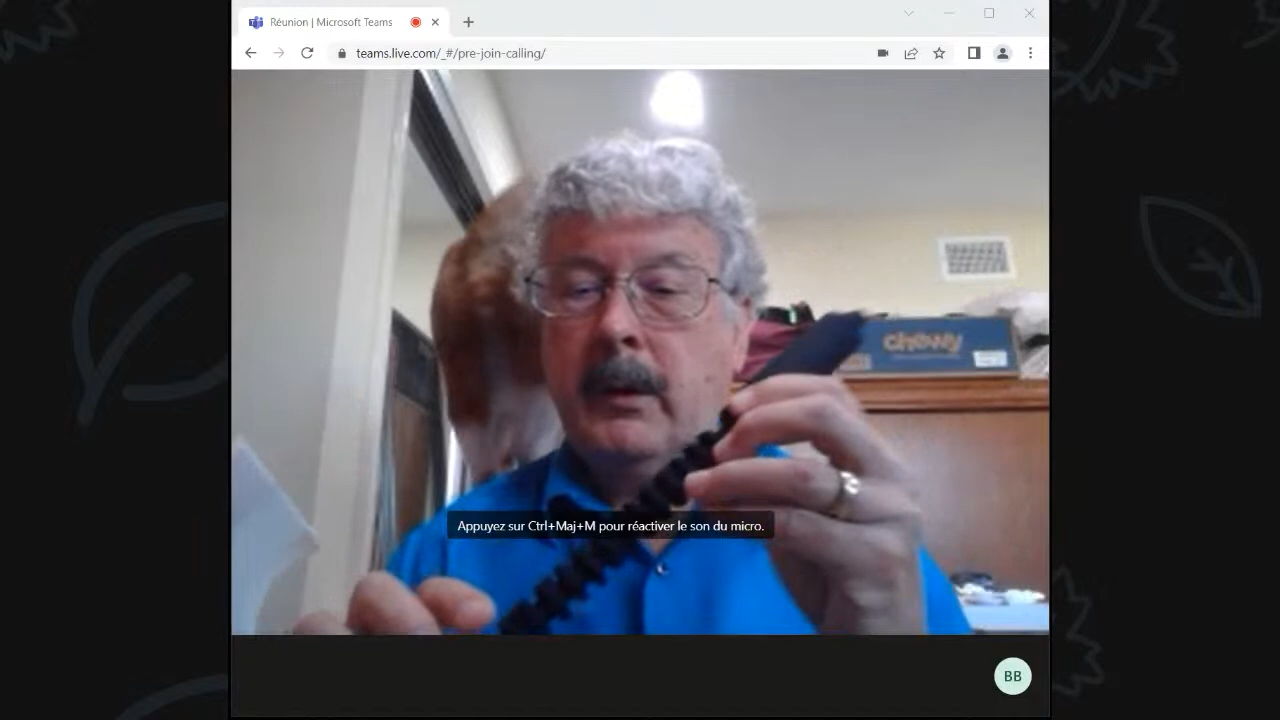 Réunion | Microsoft Teams
teams.live.com/_#/pre-join-calling/
chewy
Appuyez sur Ctrl+Maj+M pour réactiver le son du micro.
BB